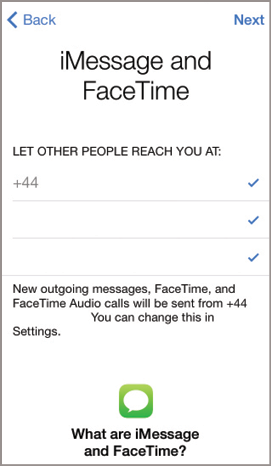 Back
Next
iMessage and
FaceTime
LET OTHER PEOPLE REACH YOU AT:
+44
New outgoing messages, FaceTime, and
FaceTime Audio calls will be sent from +44
You can change this in
Settings.
What are iMessage
and FaceTime?